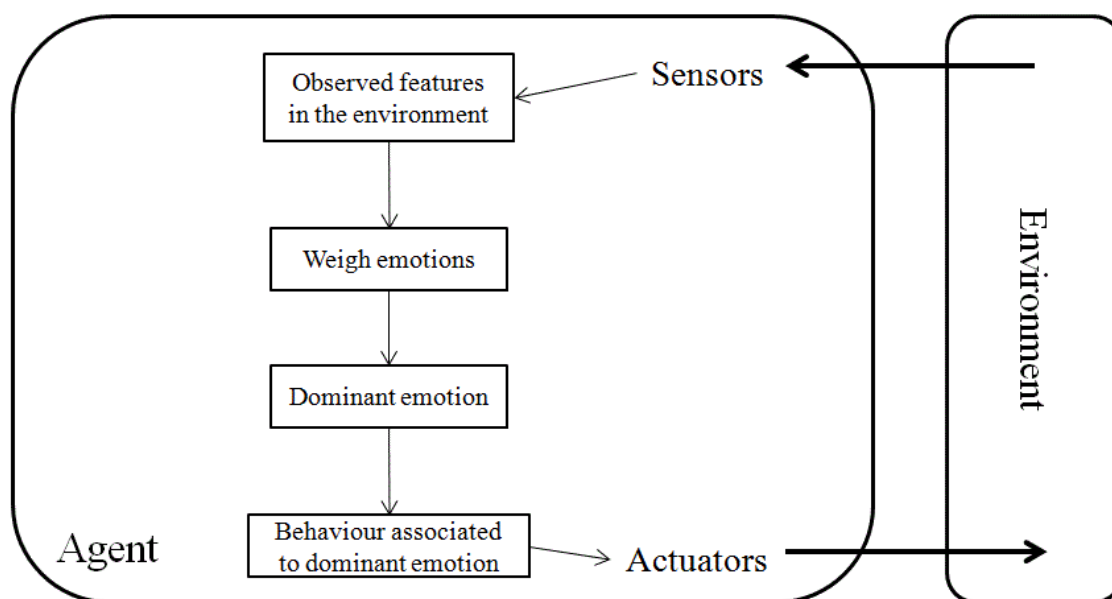 Observed features
in the environment
Sensors
Weigh emotions
Dominant emotion
Behaviour associated
to dominant emotion
Actuators
Agent
Environment